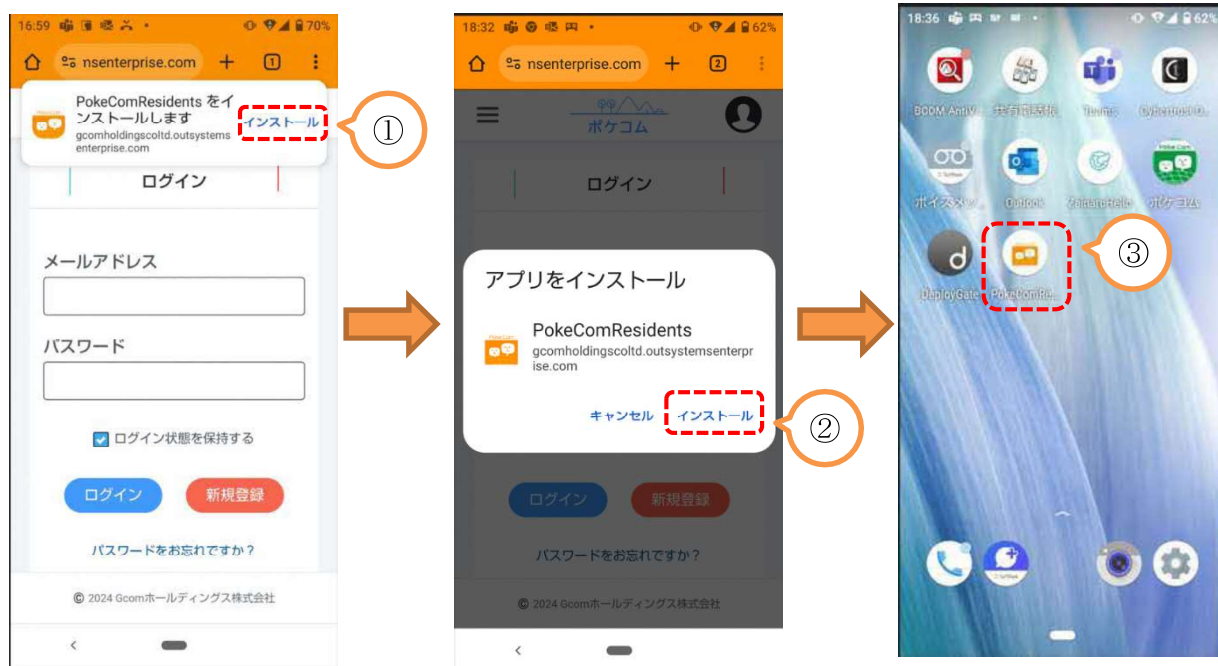 16:59
70%
nsenterprise.com
1
PokeComResidents をイ
ンストールします
gcomholdingscoltd.outsystems
enterprise.com
インストール
①
ログイン
メールアドレス
パスワード
ログイン状態を保持する
ログイン
新規登録
パスワードをお忘れですか？
© 2024 Gcomホールディングス株式会社
18:32
62%
nsenterprise.com
2
ポケコム
ログイン
アプリをインストール
PokeComResidents
gcomholdingscoltd.outsystemsenterpr
ise.com
キャンセル
インストール
②
ログイン
新規登録
パスワードをお忘れですか？
© 2024 Gcomホールディングス株式会社
18:36
62%
Outlook
ポケコム
DeployGate
③